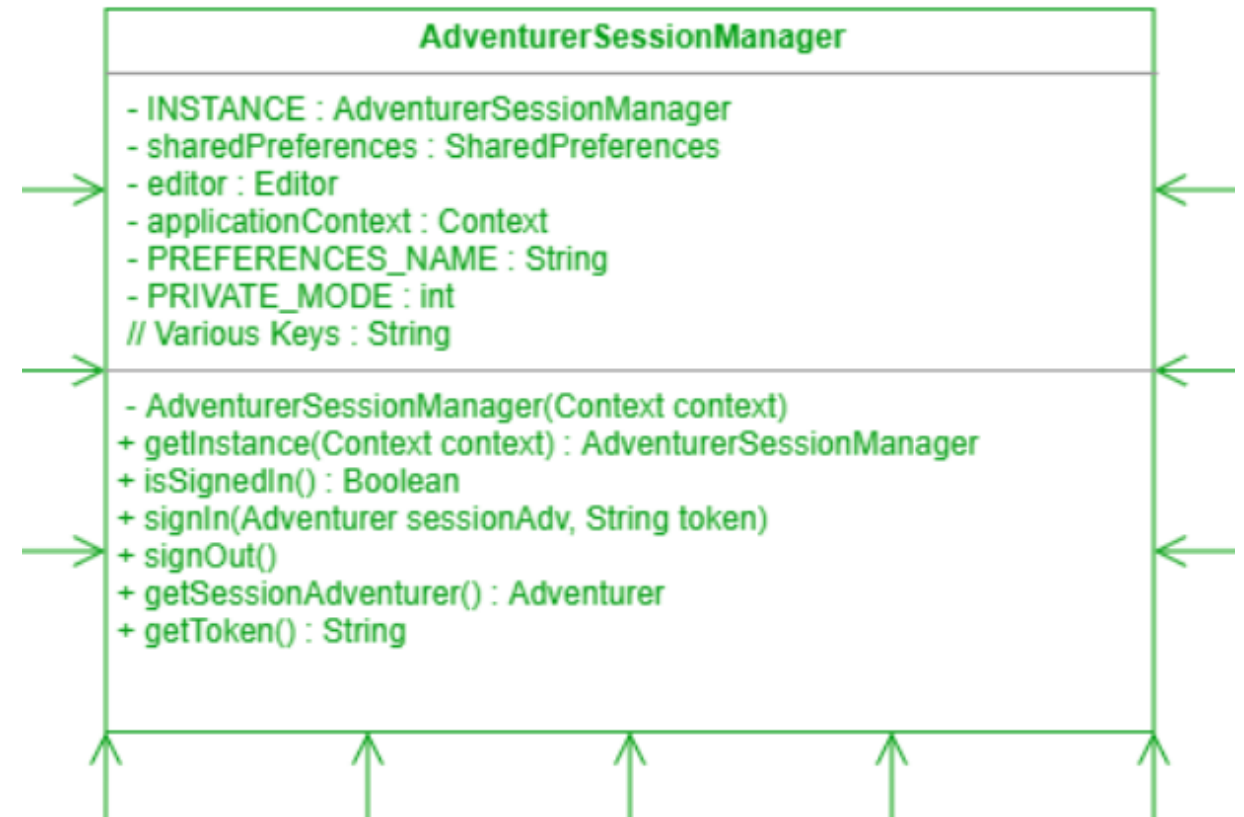 AdventurerSessionManager
- INSTANCE : AdventurerSessionManager
- sharedPreferences : SharedPreferences
- editor : Editor
- applicationContext : Context
- PREFERENCES_NAME : String
- PRIVATE_MODE : int
// Various Keys : String
- AdventurerSessionManager(Context context)
+ getInstance(Context context) : AdventurerSessionManager
+ isSignedIn() : Boolean
+ signIn(Adventurer sessionAdv, String token)
+ signOut()
+ getSessionAdventurer() : Adventurer
+ getToken() : String